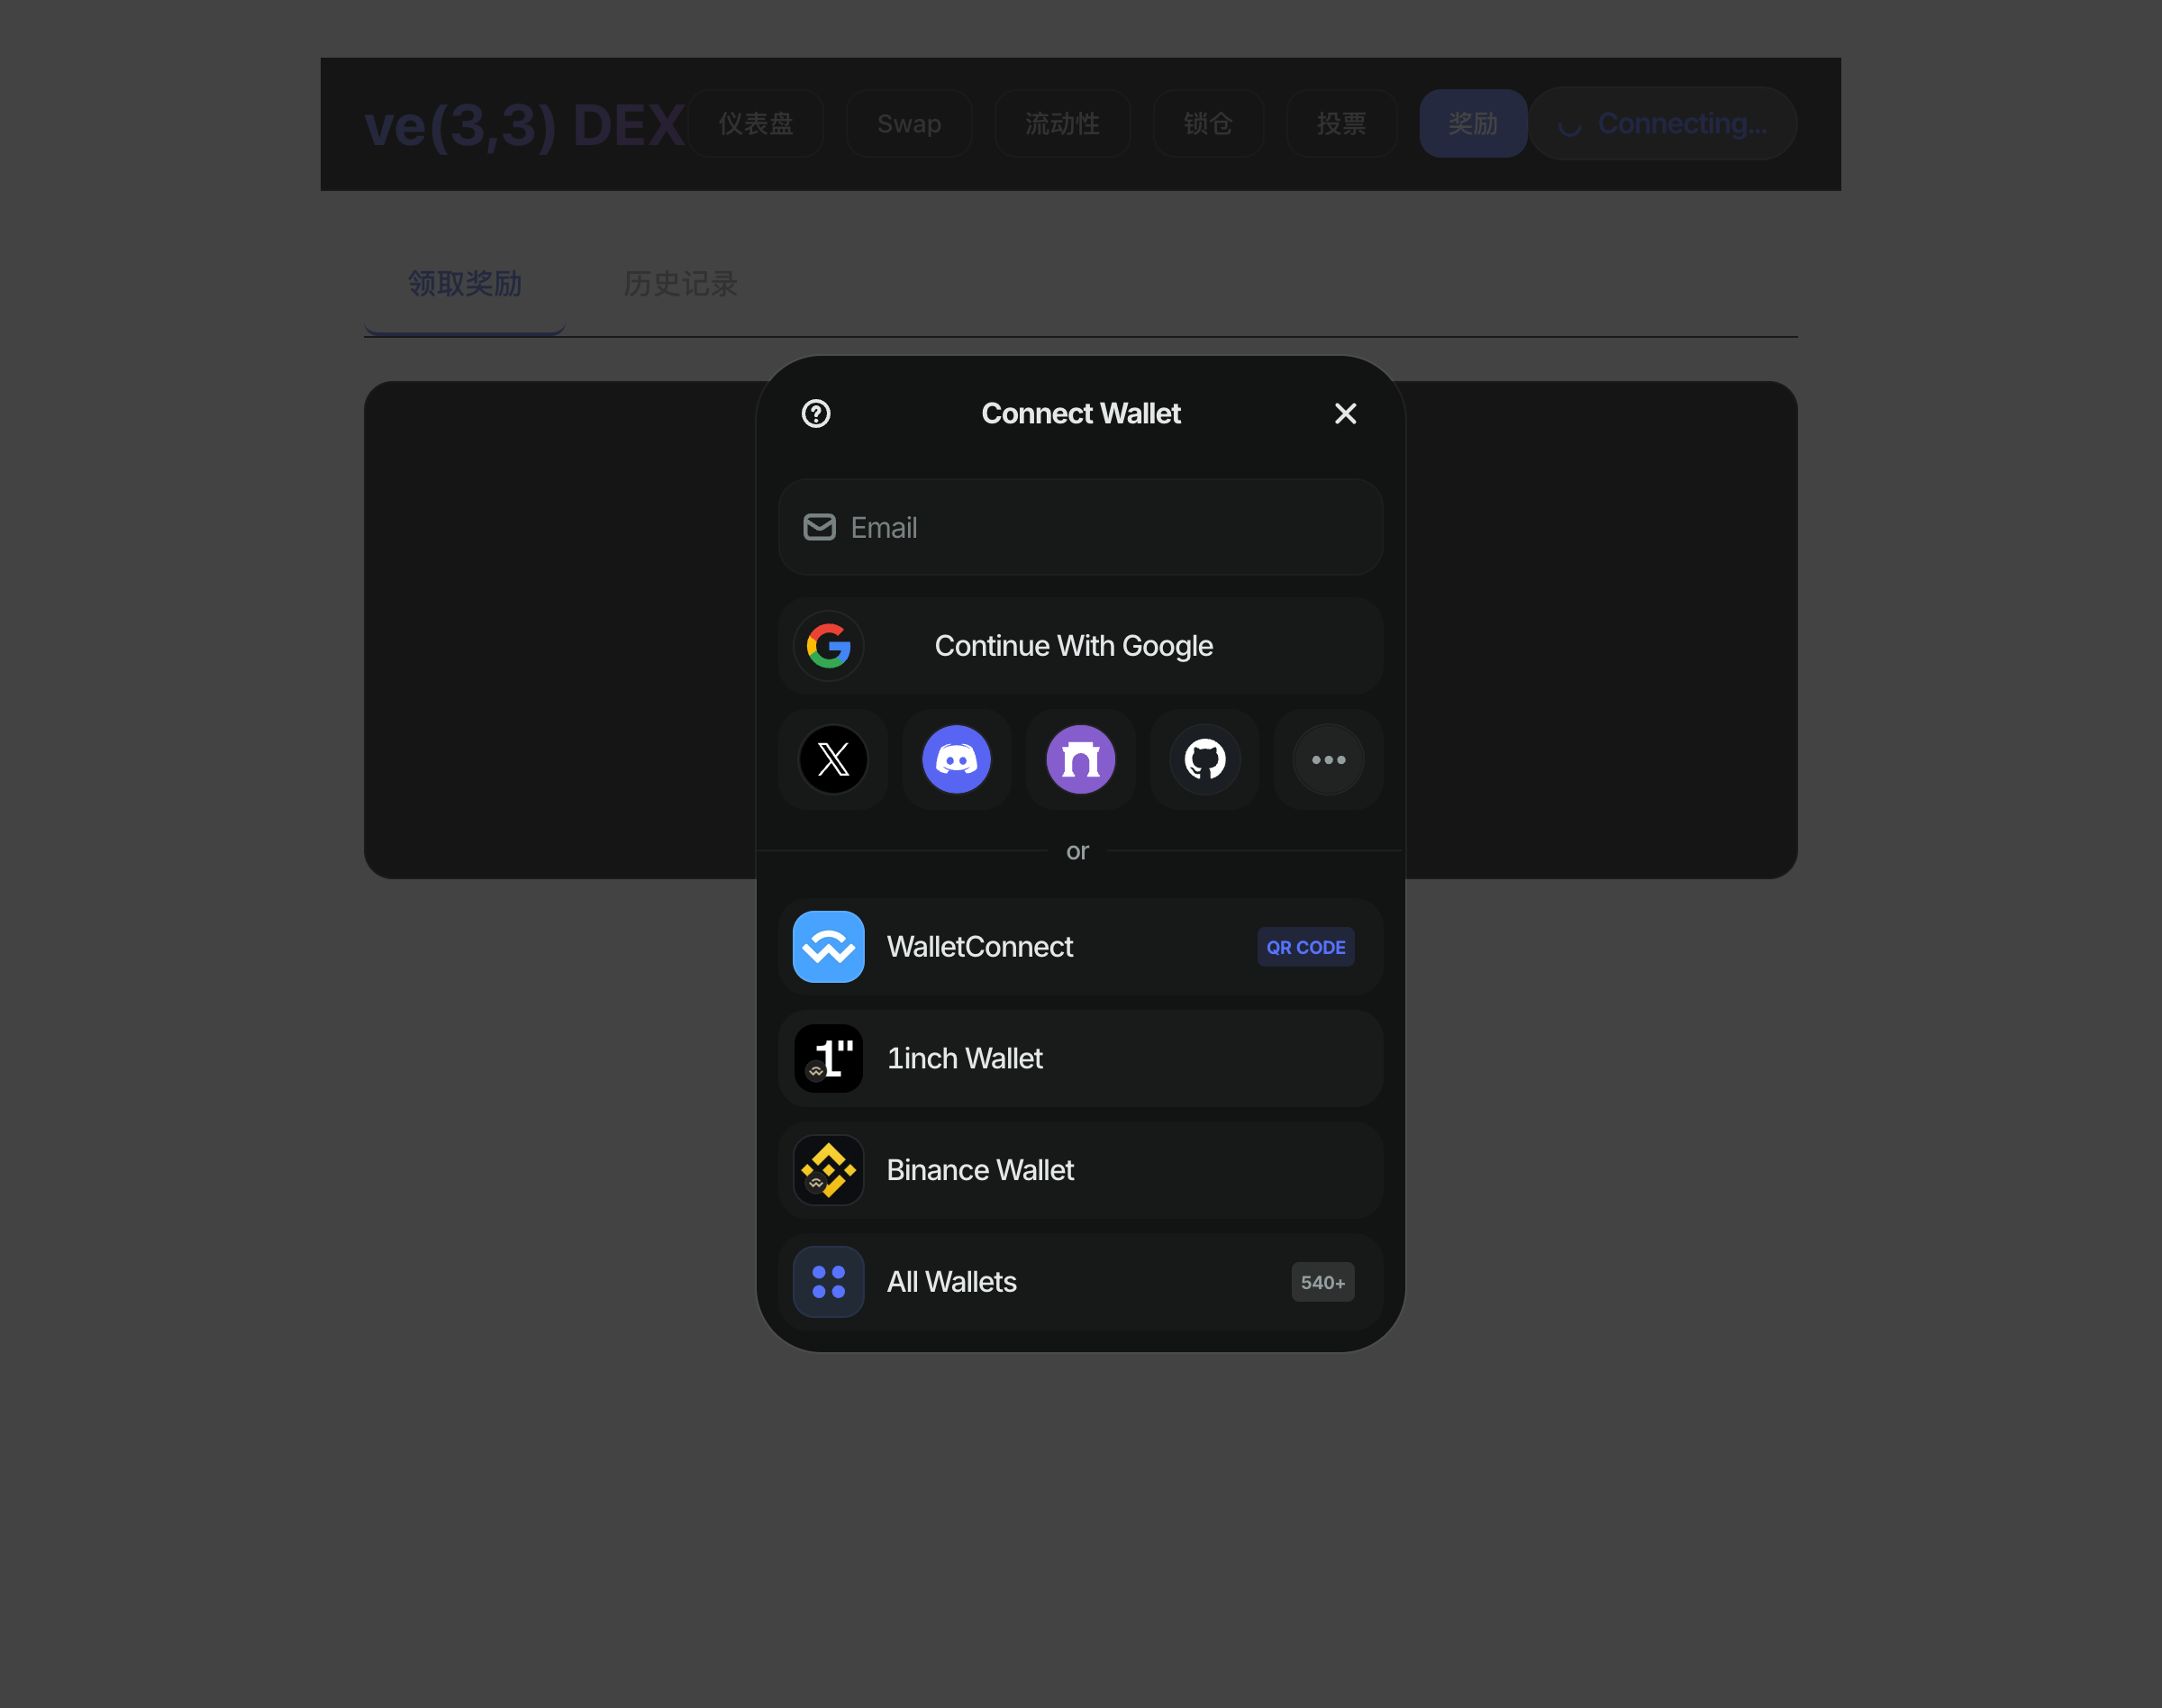 ve(3,3) DEX 仪表盘 Swap 流动性 锁仓 投票 奖励 Connecting...
领取奖励 历史记录
Connect Wallet
Email
Continue With Google
or
WalletConnect QR CODE
1inch Wallet
Binance Wallet
All Wallets 540+